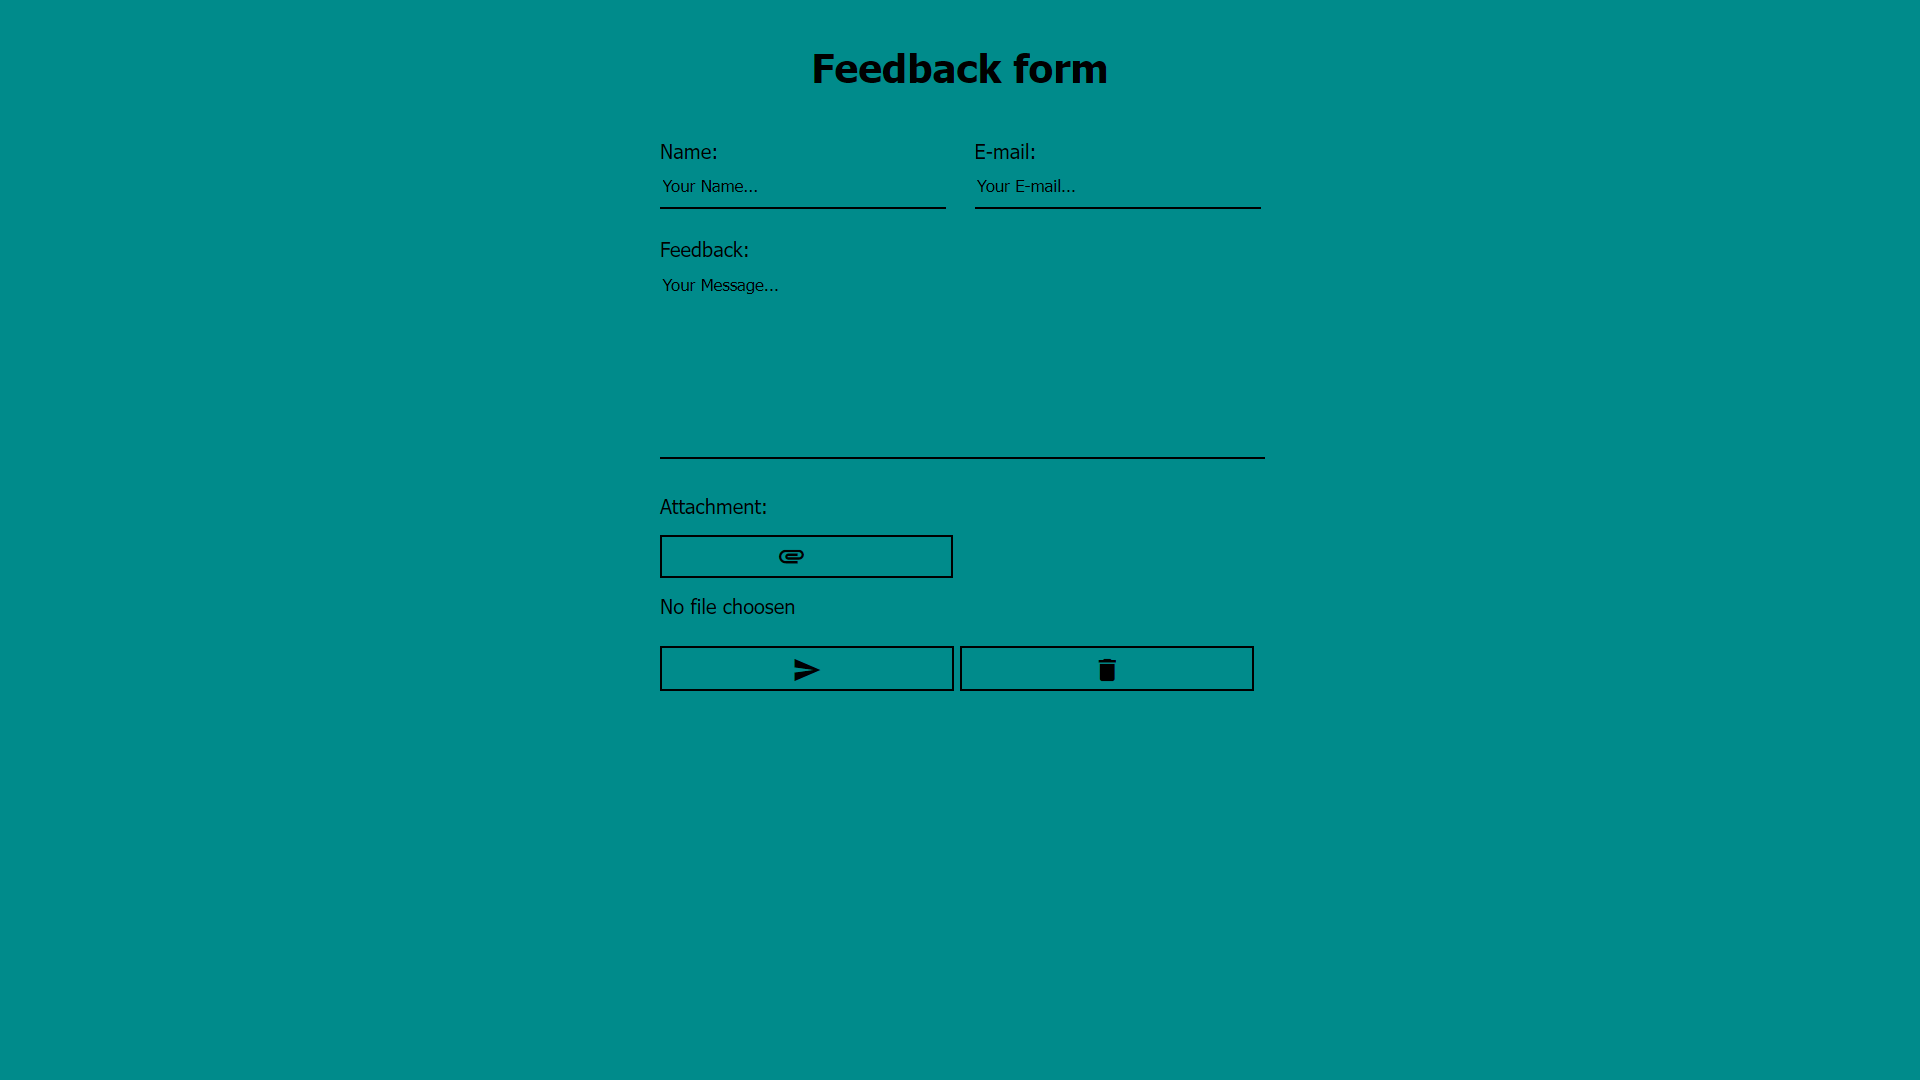 Feedback form
Name:
E-mail:
Your Name...
Your E-mail...
Feedback:
Your Message...
Attachment:
No file choosen